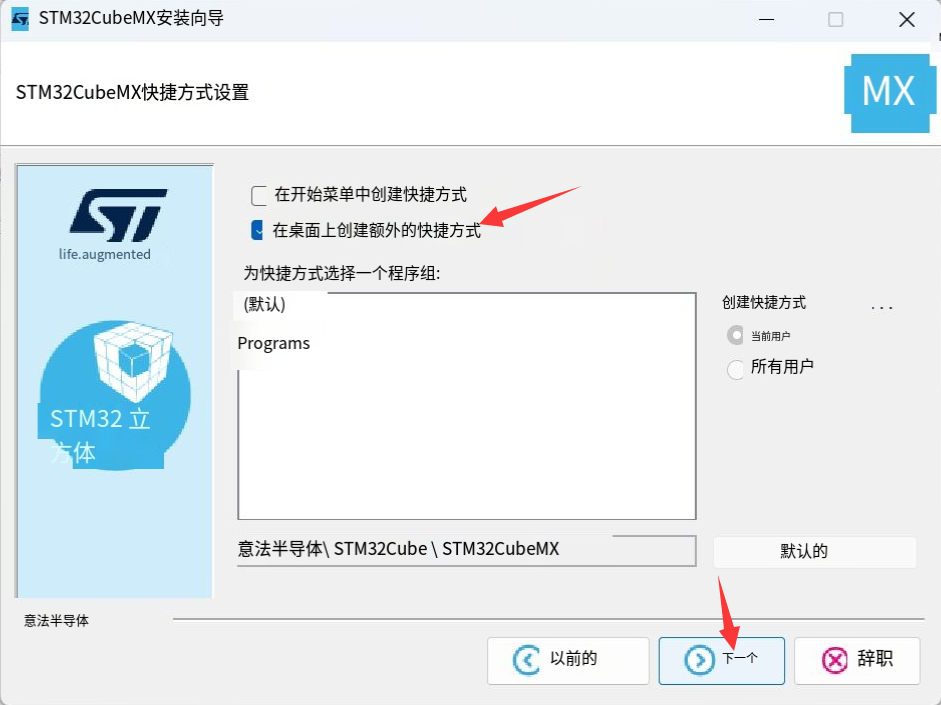 STM32CubeMX安装向导
STM32CubeMX快捷方式设置
MX
ST
life.augmented
STM32 立
方体
在开始菜单中创建快捷方式
在桌面上创建额外的快捷方式
为快捷方式选择一个程序组:
(默认)
Programs
创建快捷方式 ...
当前用户
所有用户
意法半导体\ STM32Cube \ STM32CubeMX
默认的
意法半导体
以前的
下一个
辞职